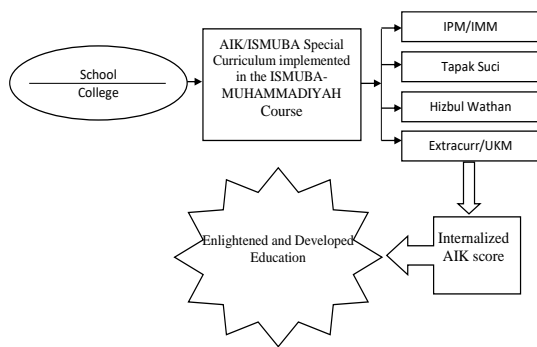 School
College
AIK/ISMUBA Special
Curriculum implemented
in the ISMUBA-
MUHAMMADIYAH
Course
IPM/IMM
Tapak Suci
Hizbul Wathan
Extracurr/UKM
Internalized
AIK score
Enlightened and Developed
Education